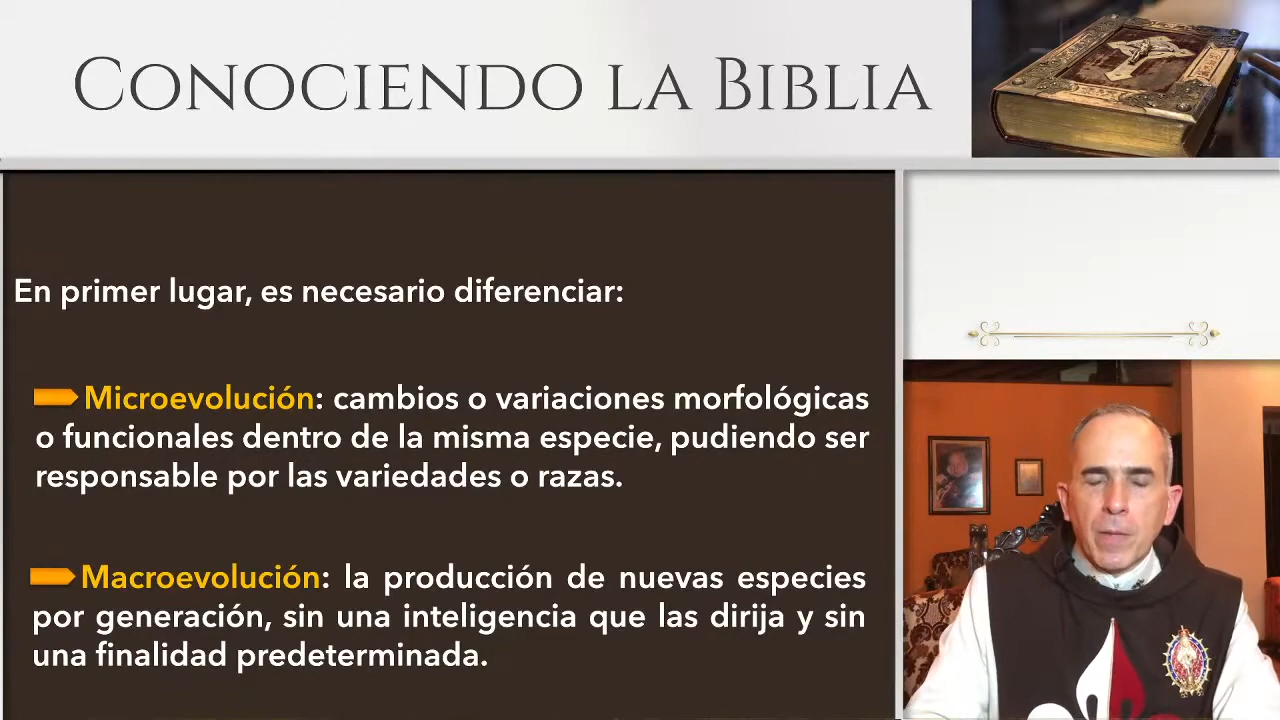 CONOCIENDO LA BIBLIA
En primer lugar, es necesario diferenciar:
Microevolución: cambios o variaciones morfológicas
o funcionales dentro de la misma especie, pudiendo ser
responsable por las variedades o razas.
Macroevolución: la producción de nuevas especies
por generación, sin una inteligencia que las dirija y sin
una finalidad predeterminada.